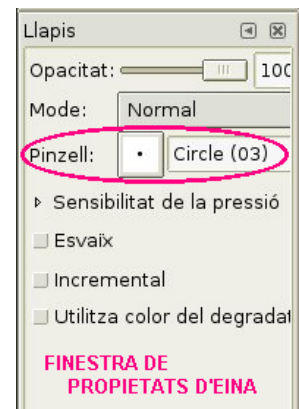 Llapis
Opacitat: 100
Mode: Normal
Pinzell: Circle (03)
Sensibilitat de la pressió
Esvaïx
Incremental
Utilitza color del degradat
FINESTRA DE
PROPIETATS D'EINA